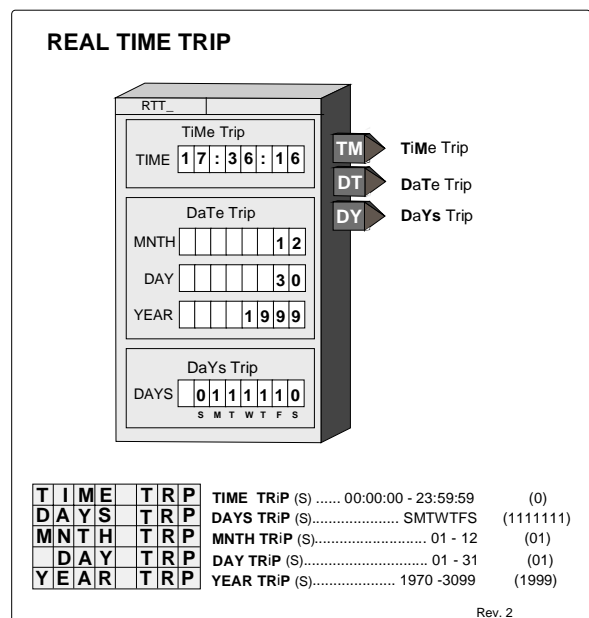 REAL TIME TRIP
RTT_
TiMe Trip
TIME 17:36:16
TM TiMe Trip
DT DaTe Trip
DY DaYs Trip
DaTe Trip
MNTH 12
DAY 30
YEAR 1999
DaYs Trip
DAYS 0111110
S M T W T F S
TIME TRP TIME TRiP (S) ...... 00:00:00 - 23:59:59 (0)
DAYS TRP DAYS TRiP (S).................... SMTWTFS (1111111)
MNTH TRP MNTH TRiP (S)........................... 01 - 12 (01)
DAY TRP DAY TRiP (S) ............................. 01 - 31 (01)
YEAR TRP YEAR TRiP (S).................... 1970 -3099 (1999)
Rev. 2